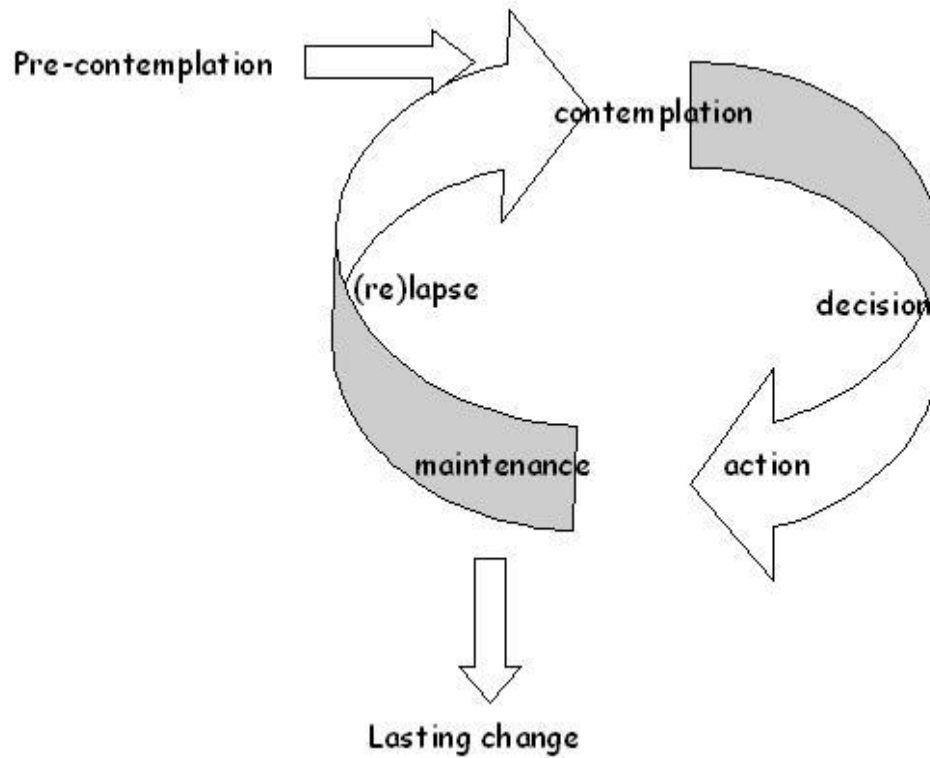 Pre-contemplation
contemplation
(re)lapse
decision
maintenance
action
Lasting change